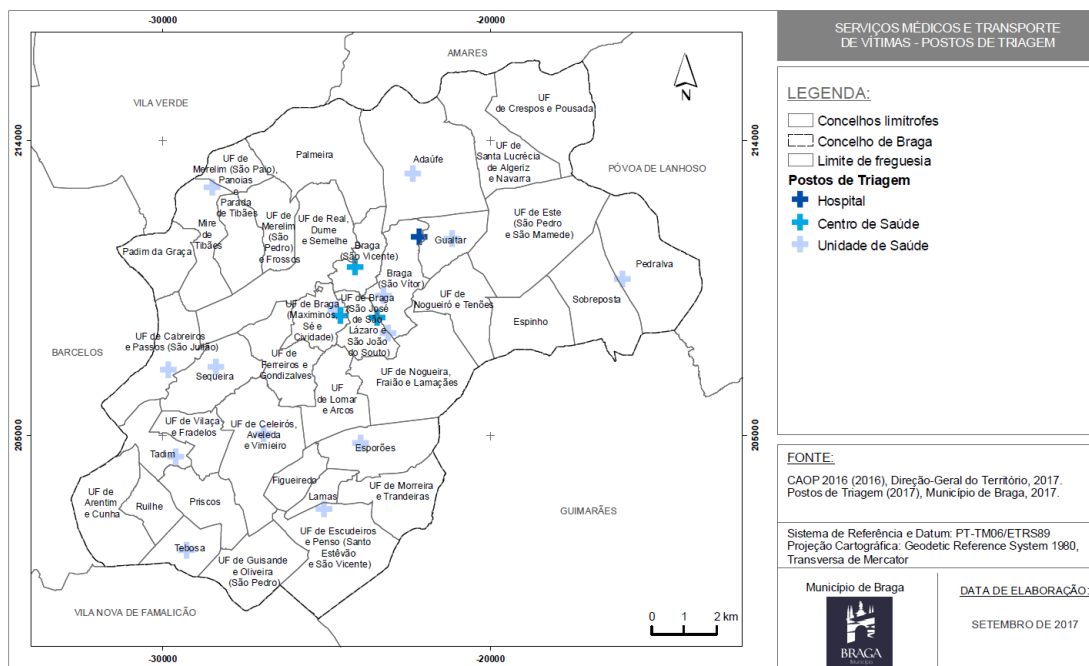 -30000
-20000
SERVIÇOS MÉDICOS E TRANSPORTE
DE VÍTIMAS - POSTOS DE TRIAGEM
AMARES
VILA VERDE
PÓVOA DE LANHOSO
BARCELOS
GUIMARÃES
VILA NOVA DE FAMALICÃO
214000
214000
205000
205000
N
UF
de Crespos e Pousada
UF de
Santa Lucrécia
de Algeriz
e Navarra
Palmeira
Adaúfe
UF de
Merelim (São Paio),
Panoias
e
Parada
de Tibães
Mire
de
Tibães
UF de
Merelim
(São
Pedro)
e Frossos
UF de Real,
Dume
e Semelhe
Padim da Graça
Braga
(São Vicente)
Gualtar
UF de Este
(São Pedro
e São Mamede)
Pedralva
Braga
(São Vítor)
UF de
Nogueiró e Tenões
Sobreposta
Espinho
UF de Braga
(Maximinos,
Sé e
Cividade)
UF de Braga
(São José
de São
Lázaro e
São João
do Souto)
UF de Cabreiros
e Passos (São Julião)
Sequeira
UF de
Ferreiros e
Gondizalves
UF de Nogueira,
Fraião e Lamaçães
UF
de Lomar
e Arcos
UF de Vilaça
e Fradelos
UF de Celeirós,
Aveleda
e Vimieiro
Esporões
Tadim
Figueiredo
Lamas
UF de Morreira
e Trandeiras
UF de
Arentim
e Cunha
Ruilhe
Priscos
Tebosa
UF de Escudeiros
e Penso (Santo
Estêvão
e São Vicente)
UF de Guisande
e Oliveira
(São Pedro)
0 1 2 km
-30000
-20000
LEGENDA:
Concelhos limítrofes
Concelho de Braga
Limite de freguesia
Postos de Triagem
Hospital
Centro de Saúde
Unidade de Saúde
FONTE:
CAOP 2016 (2016), Direção-Geral do Território, 2017.
Postos de Triagem (2017), Município de Braga, 2017.
Sistema de Referência e Datum: PT-TM06/ETRS89
Projeção Cartográfica: Geodetic Reference System 1980,
Transversa de Mercator
Município de Braga
BRAGA
Município
DATA DE ELABORAÇÃO:
SETEMBRO DE 2017